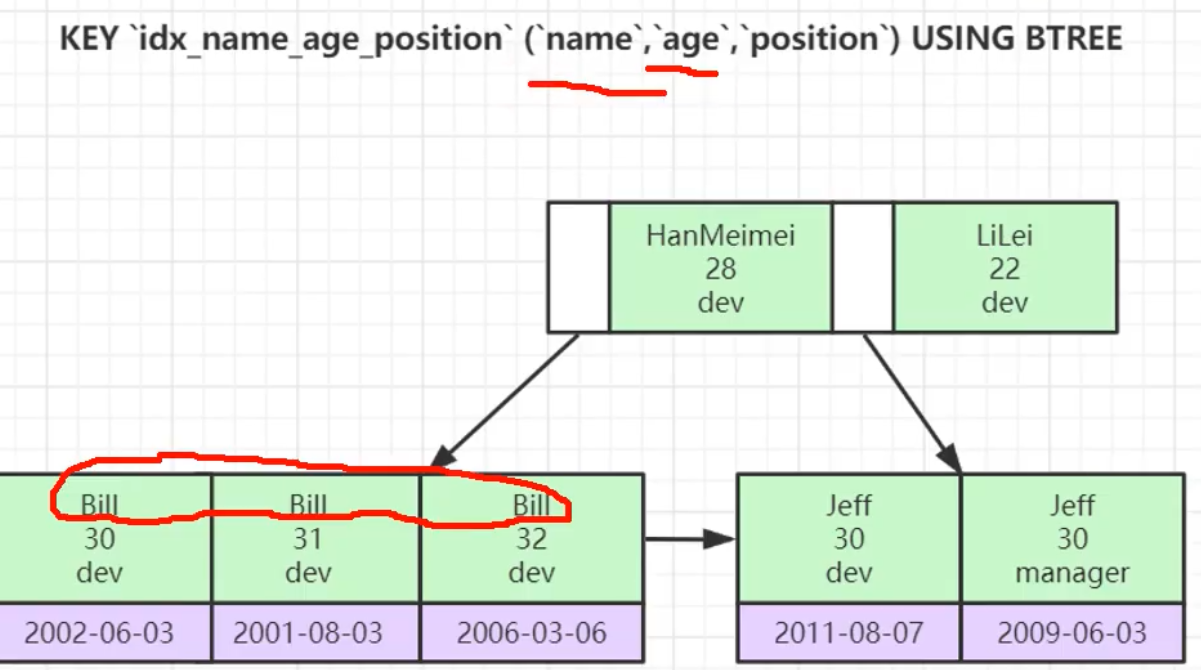 KEY `idx_name_age_position` (`name`,`age`,`position`) USING BTREE
HanMeimei
28
dev
LiLei
22
dev
Bill
30
dev
2002-06-03
Bill
31
dev
2001-08-03
Bill
32
dev
2006-03-06
Jeff
30
dev
2011-08-07
Jeff
30
manager
2009-06-03